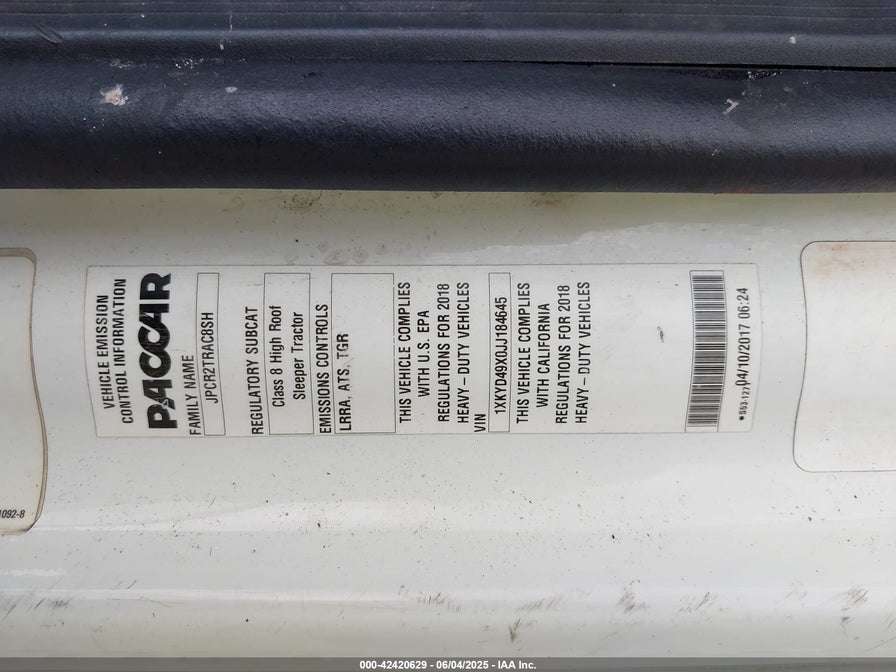 VEHICLE EMISSION
CONTROL INFORMATION
PACCAR
FAMILY NAME
JPCR2TRAC8SH
REGULATORY SUBCAT
Class 8 High Roof
Sleeper Tractor
EMISSIONS CONTROLS
LRRA, ATS, TGR
THIS VEHICLE COMPLIES
WITH U.S. EPA
REGULATIONS FOR 2018
HEAVY-DUTY VEHICLES
VIN
1XKYD49X0JJ184645
THIS VEHICLE COMPLIES
WITH CALIFORNIA
REGULATIONS FOR 2018
HEAVY-DUTY VEHICLES
04/10/2017 06:24
1092-8
000-42420629 - 06/04/2025 - IAA Inc.